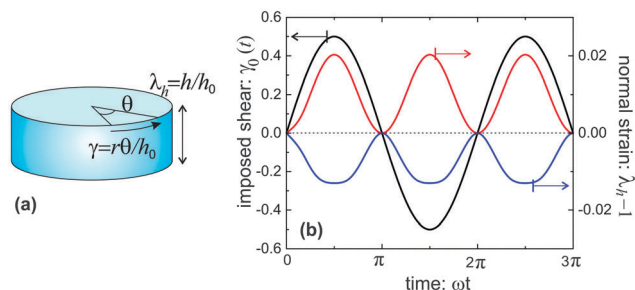 λh=h/h0
θ
γ=rθ/h0
(a)
imposed shear: γ0(t)
0.6
0.4
0.2
0.0
-0.2
-0.4
-0.6
0.02
0.00
-0.02
normal strain: λh–1
(b)
0
π
2π
3π
time: ωt